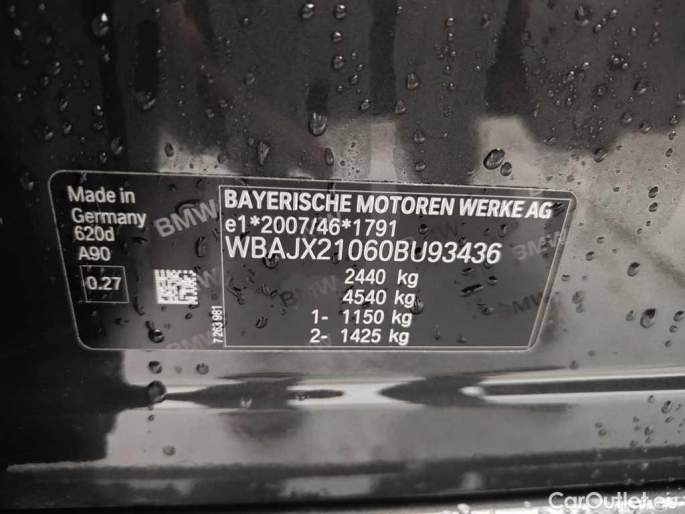 Made in
Germany
620d
A90
0.27
BMW
7 263 981
BAYERISCHE MOTOREN WERKE AG
e1*2007/46*1791
WBAJX21060BU93436
2440 kg
4540 kg
1- 1150 kg
2- 1425 kg
CarOutlet.eu